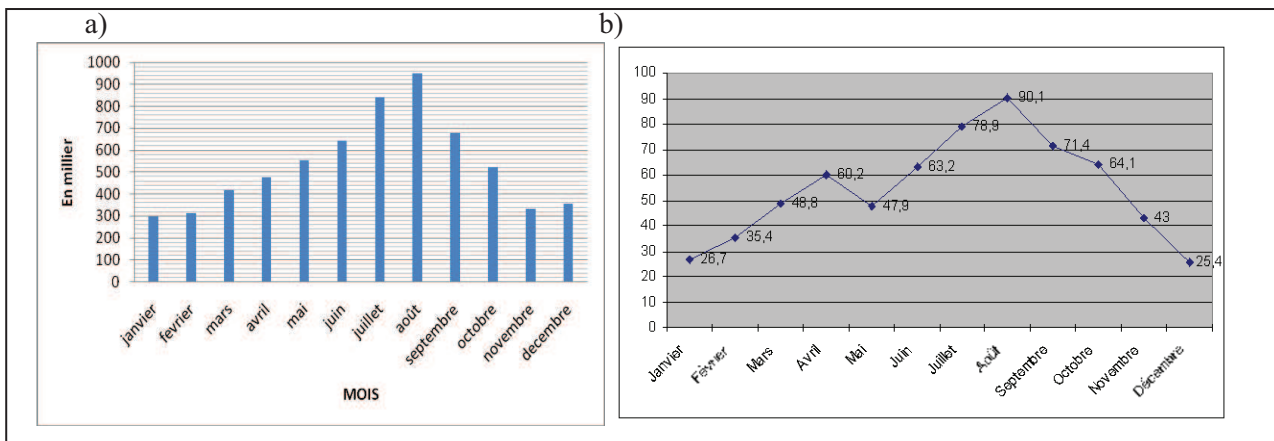 a)
1000
900
800
700
600
500
400
300
200
100
0
En millier
janvier
fevrier
mars
avril
mai
juin
juillet
août
septembre
octobre
novembre
decembre
MOIS
b)
100
90
80
70
60
50
40
30
20
10
0
26,7
35,4
48,8
60,2
47,9
63,2
78,9
90,1
71,4
64,1
43
25,4
Janvier
Février
Mars
Avril
Mai
Juin
Juillet
Août
Septembre
Octobre
Novembre
Décembre